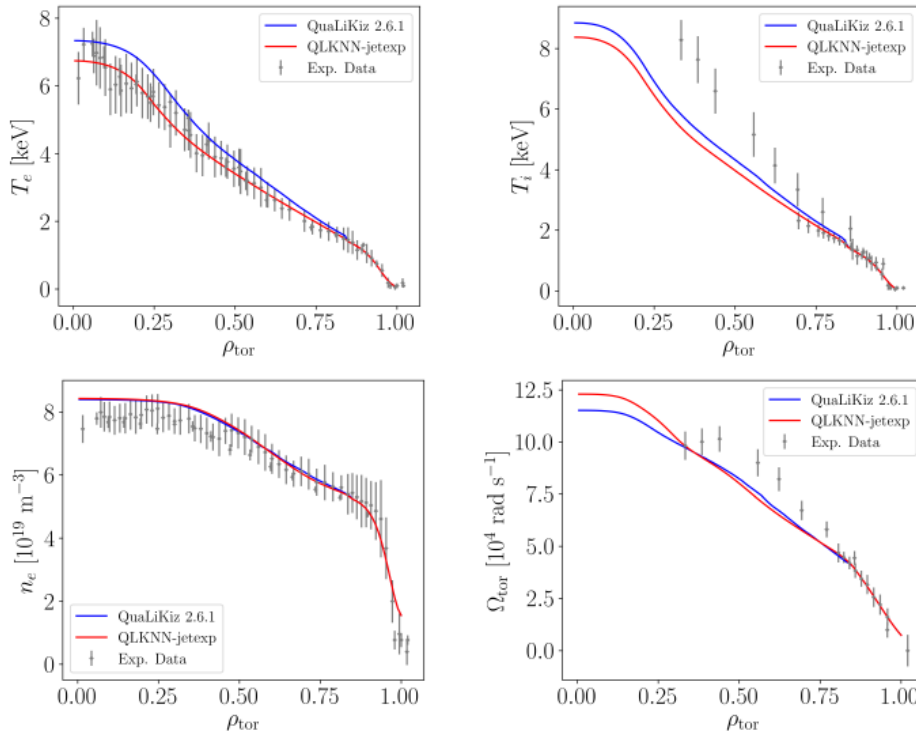 QuaLiKiz 2.6.1
QLKNN-jetexp
Exp. Data
8
6
4
2
0
T_e [keV]
0.00 0.25 0.50 0.75 1.00
ρ_tor
QuaLiKiz 2.6.1
QLKNN-jetexp
Exp. Data
8
6
4
2
0
T_i [keV]
0.00 0.25 0.50 0.75 1.00
ρ_tor
8
6
4
2
0
n_e [10^19 m^−3]
QuaLiKiz 2.6.1
QLKNN-jetexp
Exp. Data
0.00 0.25 0.50 0.75 1.00
ρ_tor
QuaLiKiz 2.6.1
QLKNN-jetexp
Exp. Data
12.5
10.0
7.5
5.0
2.5
0.0
Ω_tor [10^4 rad s^−1]
0.00 0.25 0.50 0.75 1.00
ρ_tor